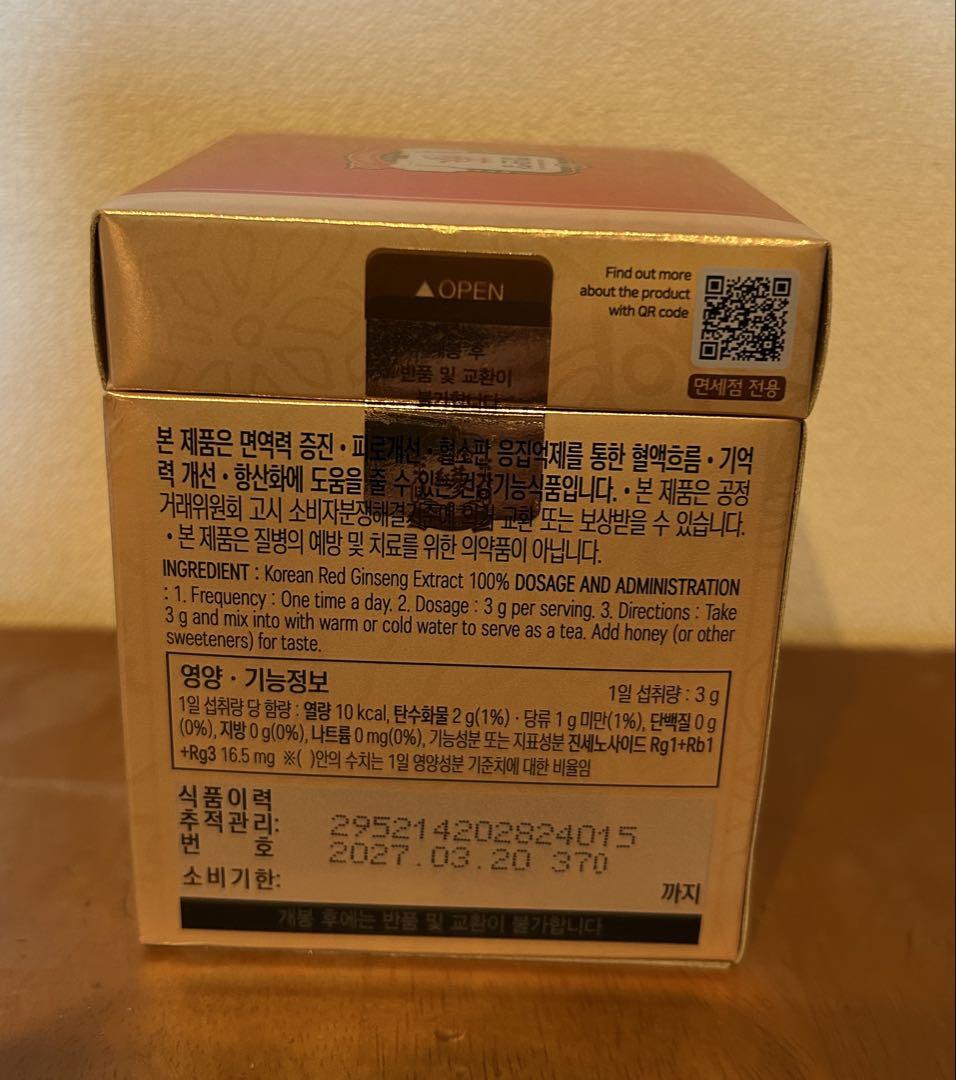 ▲OPEN
Find out more
about the product
with QR code
면세점 전용
개봉 후
반품 및 교환이
불가합니다
본 제품은 면역력 증진 · 피로개선 · 혈소판 응집억제를 통한 혈액흐름 · 기억
력 개선 · 항산화에 도움을 줄 수 있는 건강기능식품입니다. • 본 제품은 공정
거래위원회 고시 소비자분쟁해결기준에 의거 교환 또는 보상받을 수 있습니다.
• 본 제품은 질병의 예방 및 치료를 위한 의약품이 아닙니다.
INGREDIENT : Korean Red Ginseng Extract 100% DOSAGE AND ADMINISTRATION
: 1. Frequency : One time a day. 2. Dosage : 3 g per serving. 3. Directions : Take
3 g and mix into with warm or cold water to serve as a tea. Add honey (or other
sweeteners) for taste.
영양 · 기능정보
1일 섭취량 : 3 g
1일 섭취량 당 함량 : 열량 10 kcal, 탄수화물 2 g(1%) · 당류 1 g 미만(1%), 단백질 0 g
(0%), 지방 0 g(0%), 나트륨 0 mg(0%), 기능성분 또는 지표성분 진세노사이드 Rg1+Rb1
+Rg3 16.5 mg ※( )안의 수치는 1일 영양성분 기준치에 대한 비율임
식품이력
추적관리:
번 호
295214202824015
2027.03.20 370
소비기한:
까지
개봉 후에는 반품 및 교환이 불가합니다